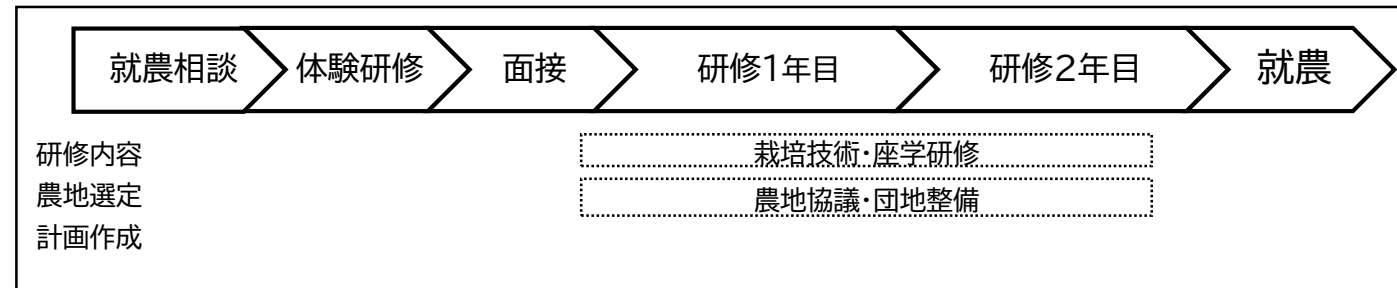 就農相談 体験研修 面接 研修1年目 研修2年目 就農
研修内容 栽培技術・座学研修
農地選定 農地協議・団地整備
計画作成